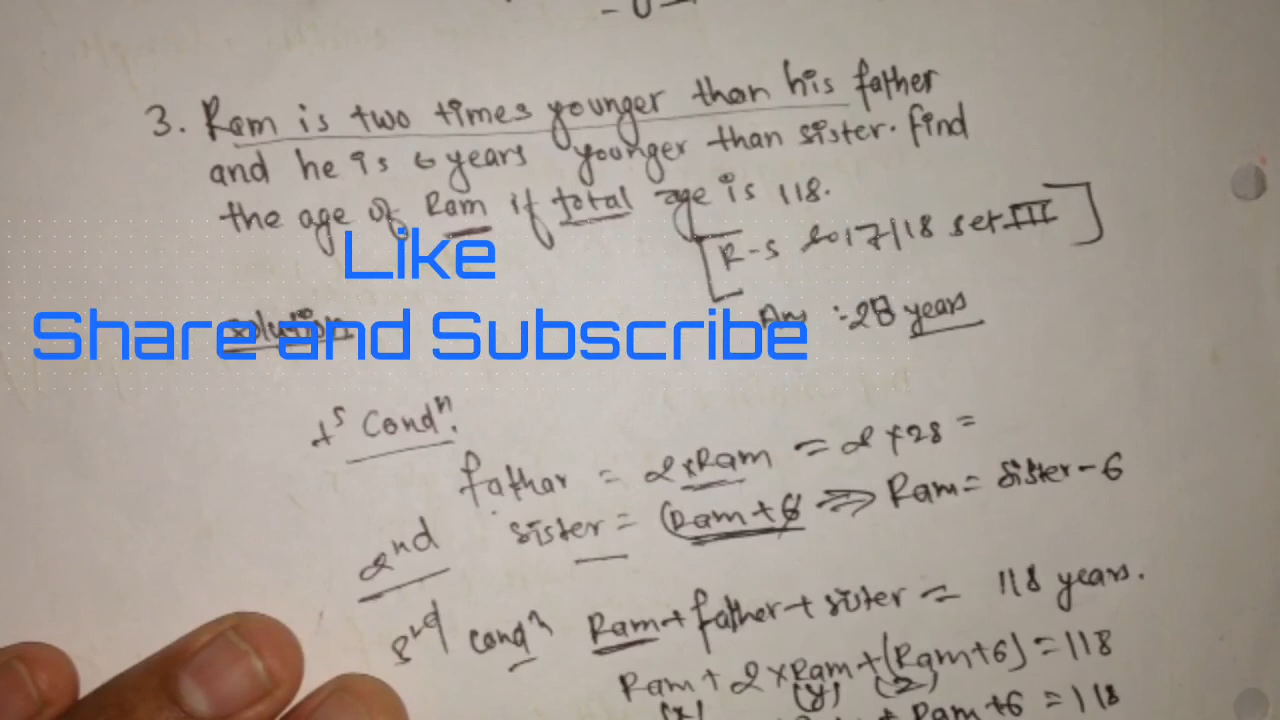 3. Ram is two times younger than his father
and he is 6 years younger than sister. find
the age of Ram if total age is 118.
[R-S 2017/18 set III]
Like
Share and Subscribe
solution
Ans :- 28 years
1st Condn.
father = 2×Ram = 2×28 =
2nd sister = (Ram+6 => Ram = sister-6
3rd condn Ram + father + sister = 118 years.
Ram + 2×Ram + (Ram+6) = 118
(x) (y) (z)
Ram +6 = 118